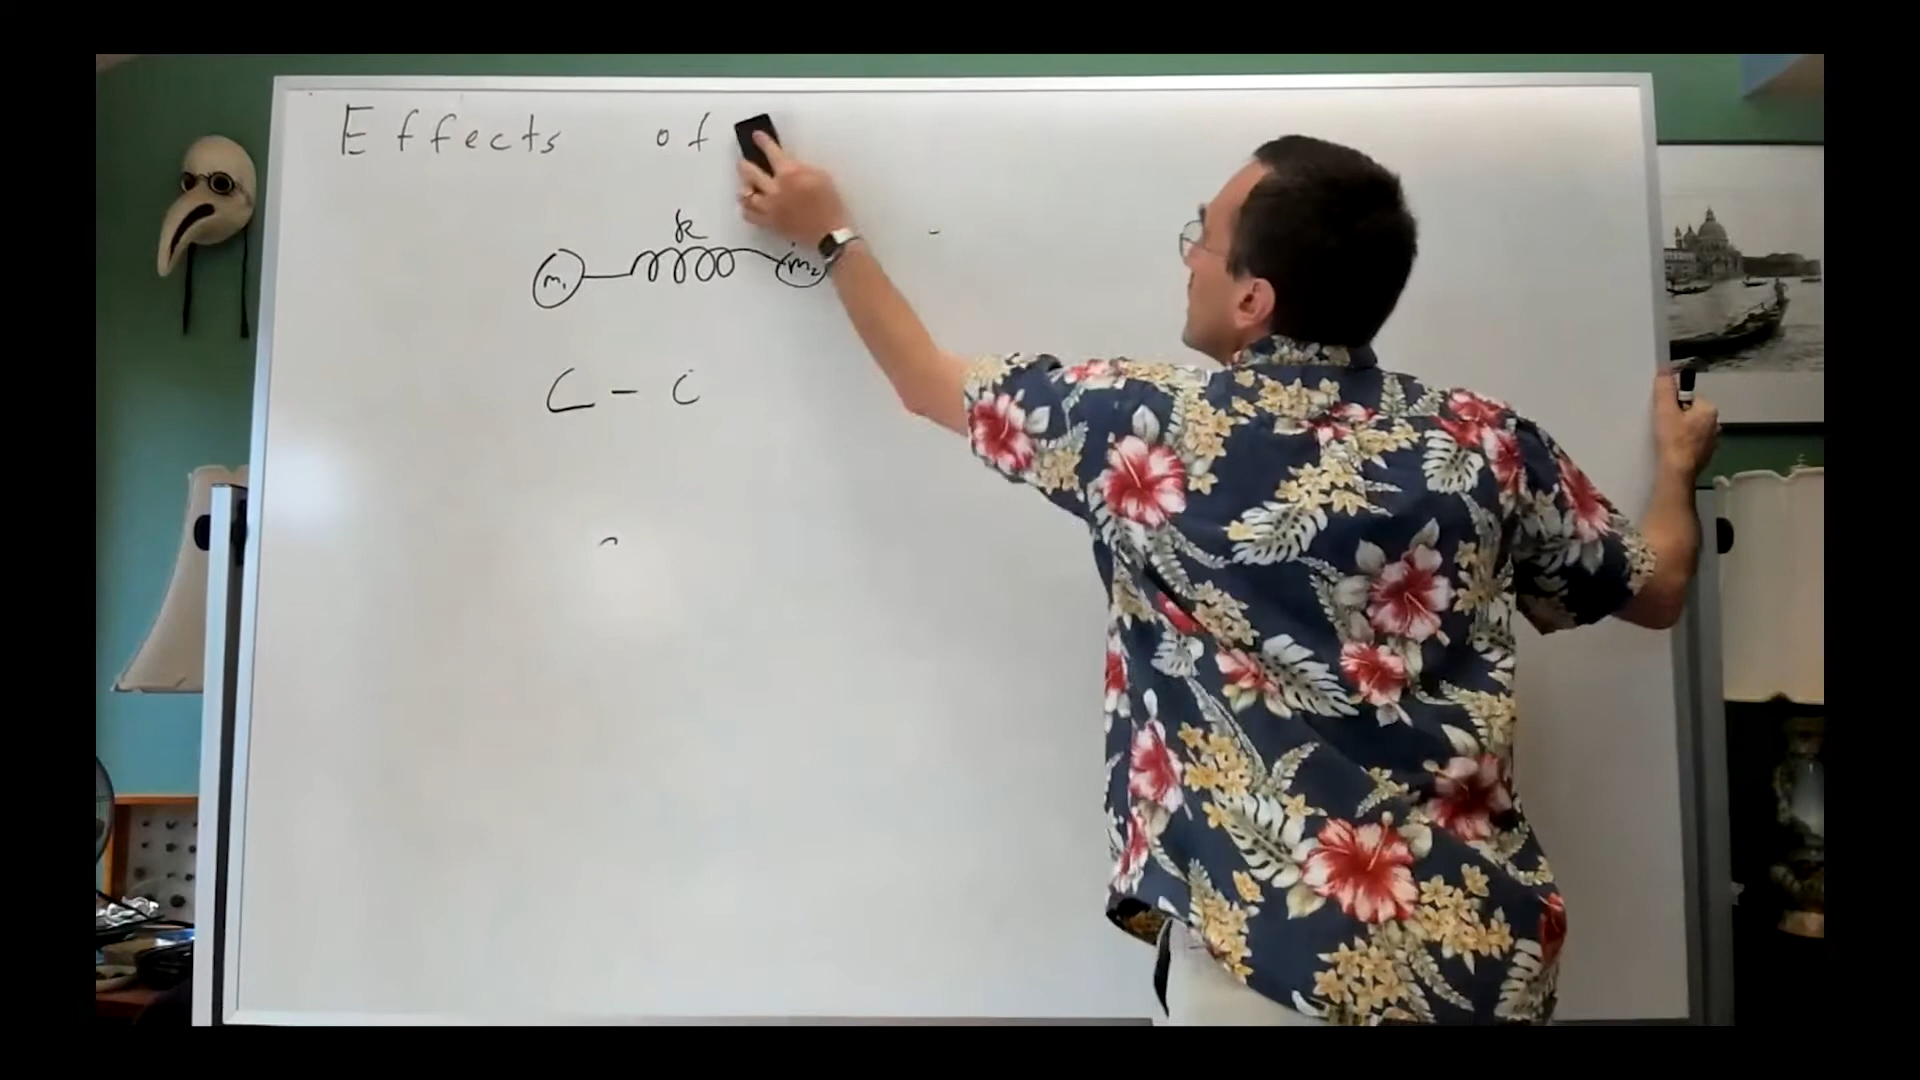 Effects of
k
m₁ m₂
C - C